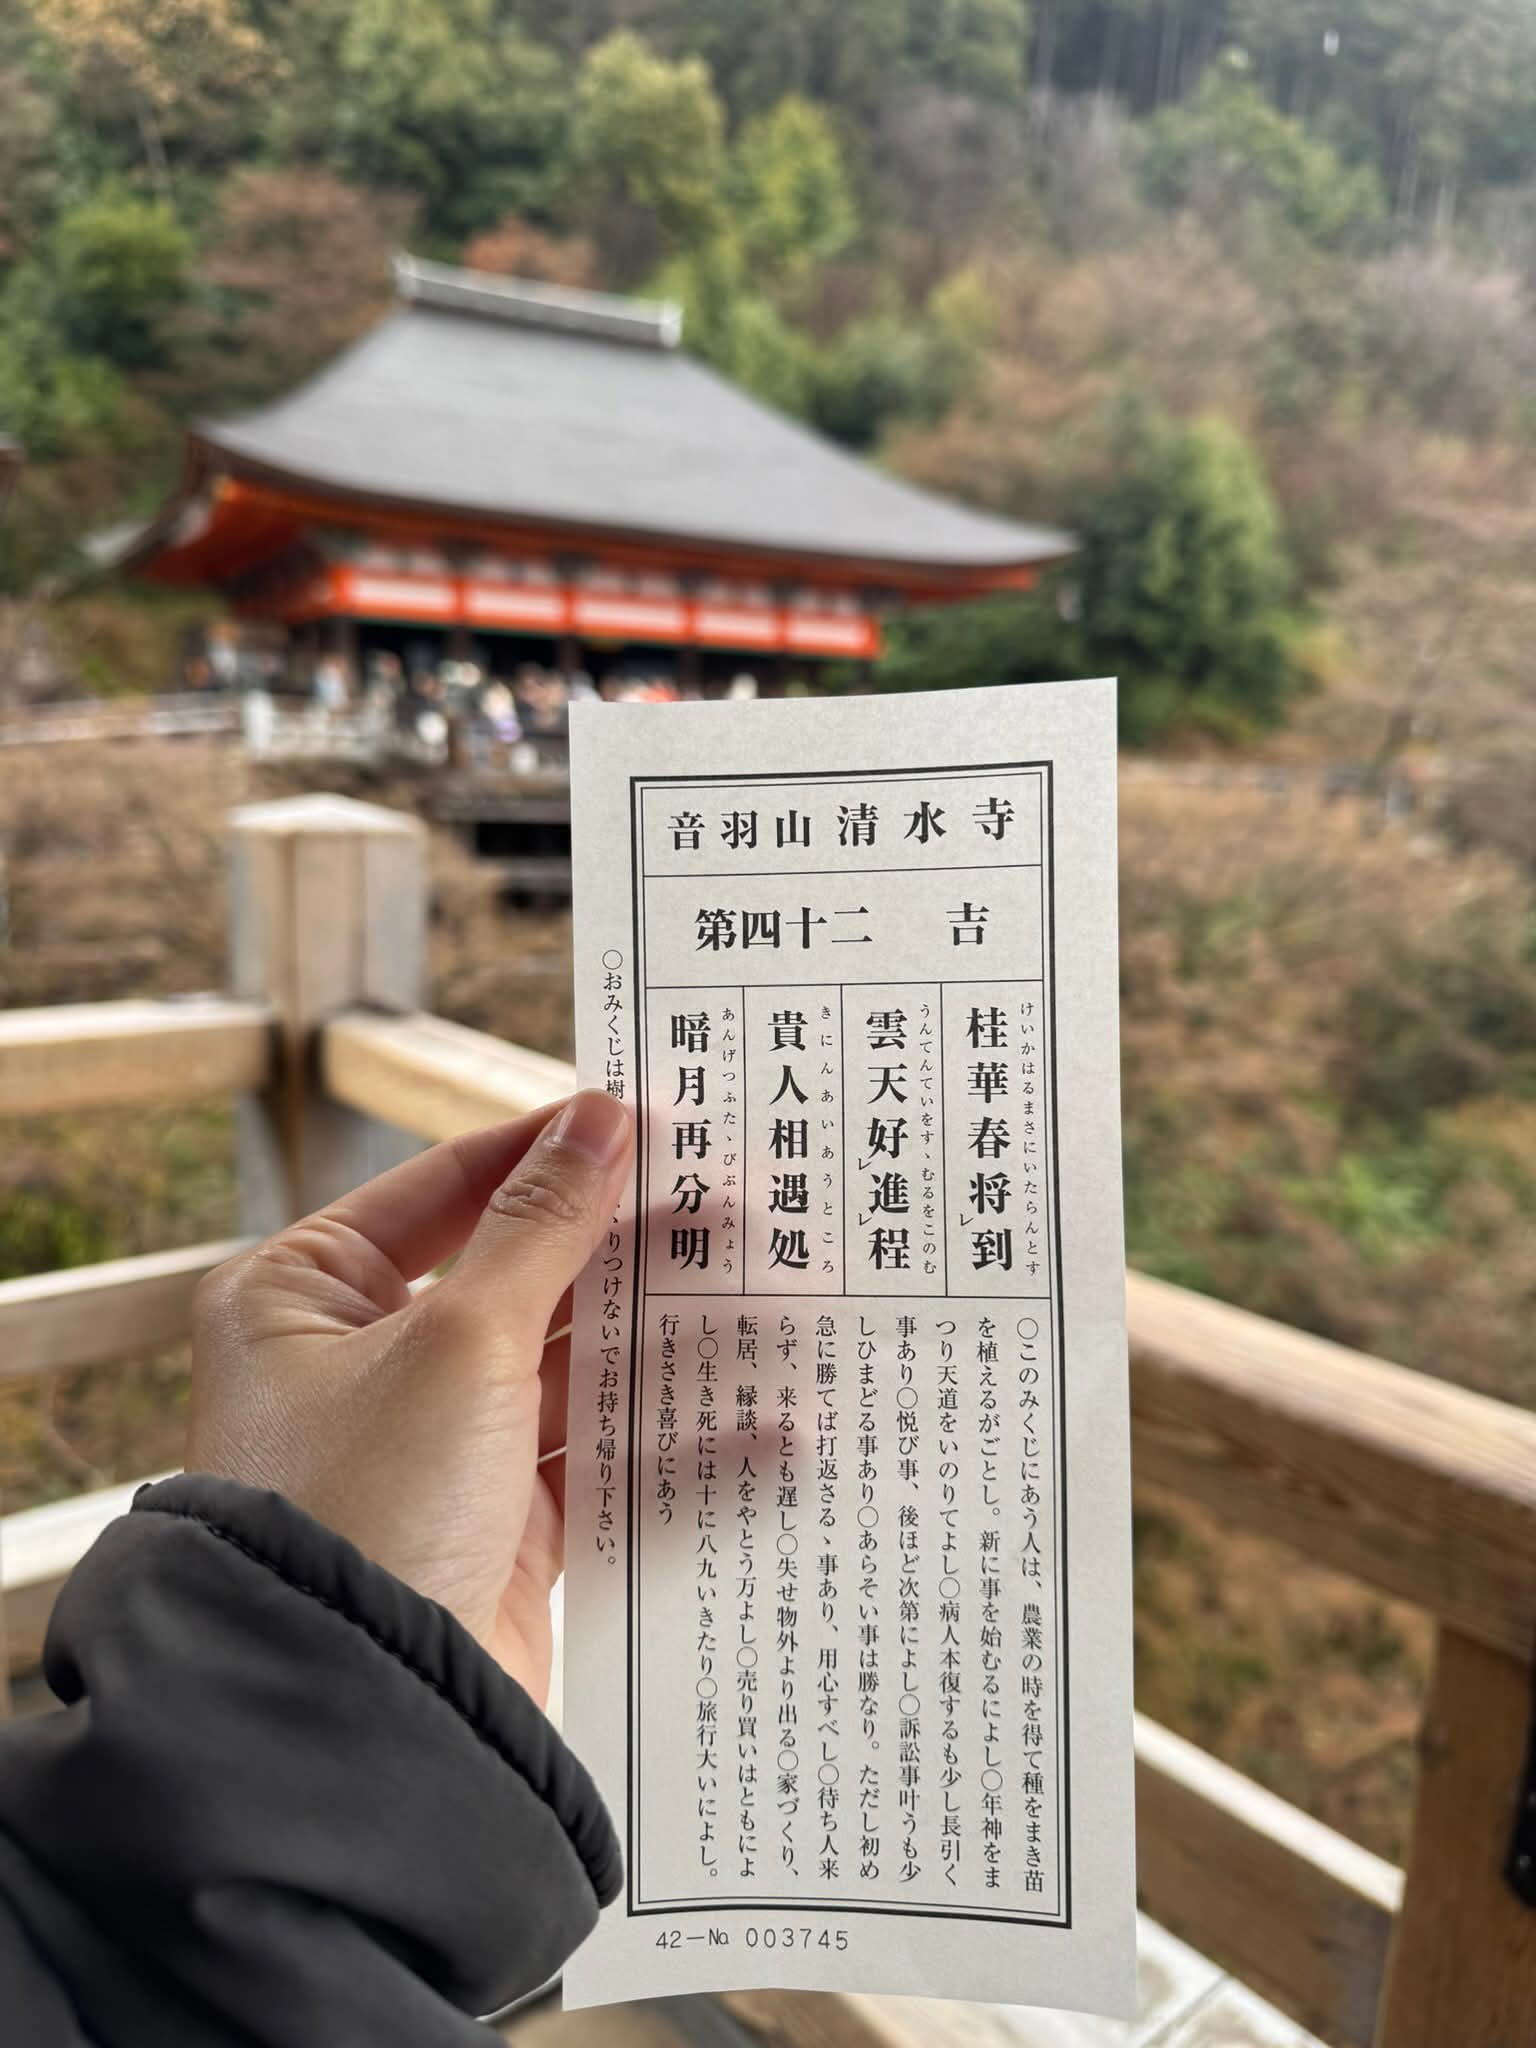 音羽山清水寺
第四十二 吉
桂華春将到
けいかはるまさにいたらんとす
雲天好進程
うんてんていをすゝむるをこのむ
貴人相遇処
きにんあいあうところ
暗月再分明
あんげつふたゝびぶんみょう
○このみくじにあう人は、農業の時を得て種をまき苗
を植えるがごとし。新に事を始むるによし○年神をま
つり天道をいのりてよし○病人本復するも少し長引く
事あり○悦び事、後ほど次第によし○訴訟事叶うも少
しひまどる事あり○あらそい事は勝なり。ただし初め
急に勝てば打返さるゝ事あり、用心すべし○待ち人来
らず、来るとも遅し○失せ物外より出る○家づくり、
転居、縁談、人をやとう万よし○売り買いはともによ
し○生き死には十に八九いきたり○旅行大いによし。
行きさき喜びにあう
○おみくじは樹 くりつけないでお持ち帰り下さい。
42－№ 003745